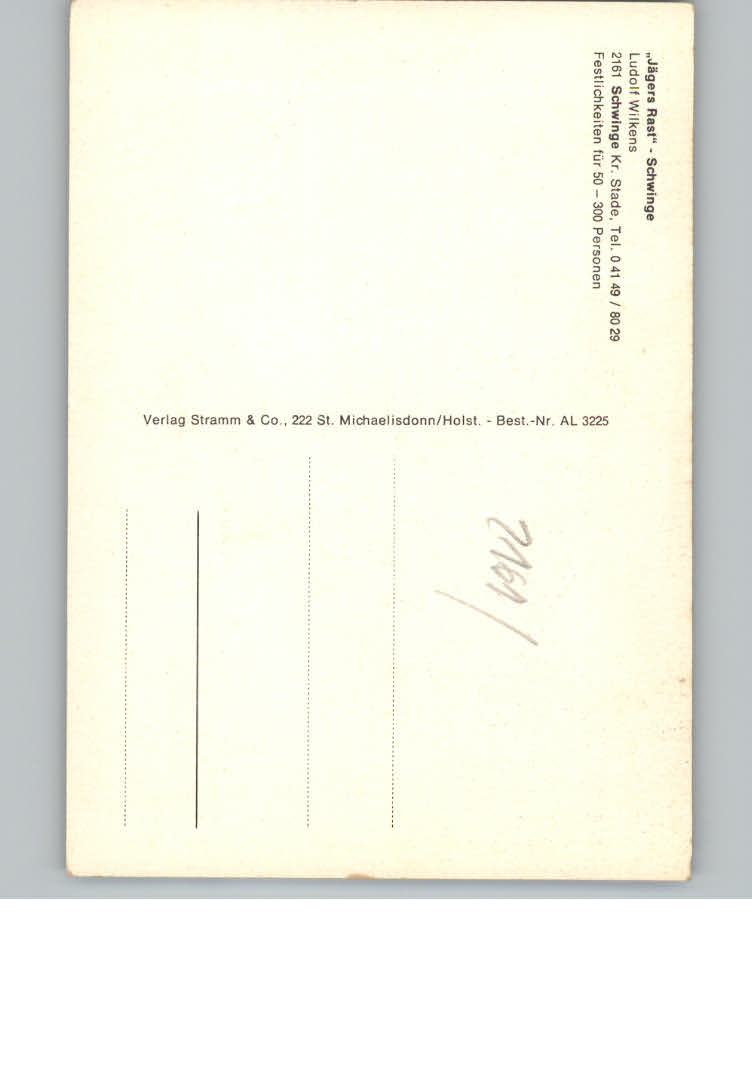 „Jägers Rast“ - Schwinge
Ludolf Wilkens
2161 Schwinge Kr. Stade, Tel. 0 41 49 / 80 29
Festlichkeiten für 50 – 300 Personen
Verlag Stramm & Co., 222 St. Michaelisdonn/Holst. - Best.-Nr. AL 3225
2161